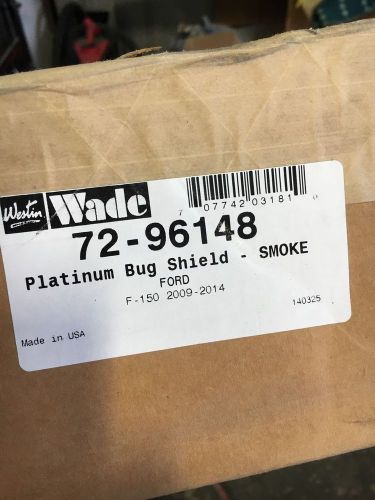 Westin Wade
7 07742 03181 0
72-96148
Platinum Bug Shield - SMOKE
FORD
F-150 2009-2014
140325
Made in USA